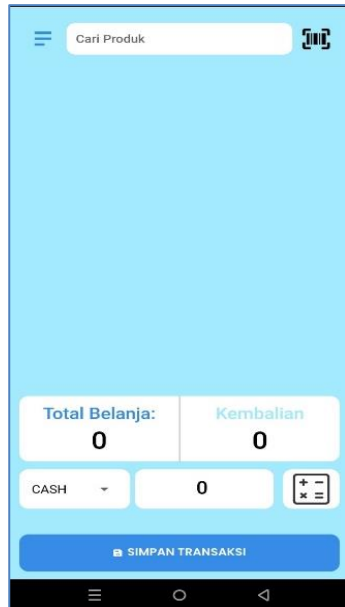 Cari Produk
Total Belanja:
0
Kembalian
0
CASH
0
SIMPAN TRANSAKSI